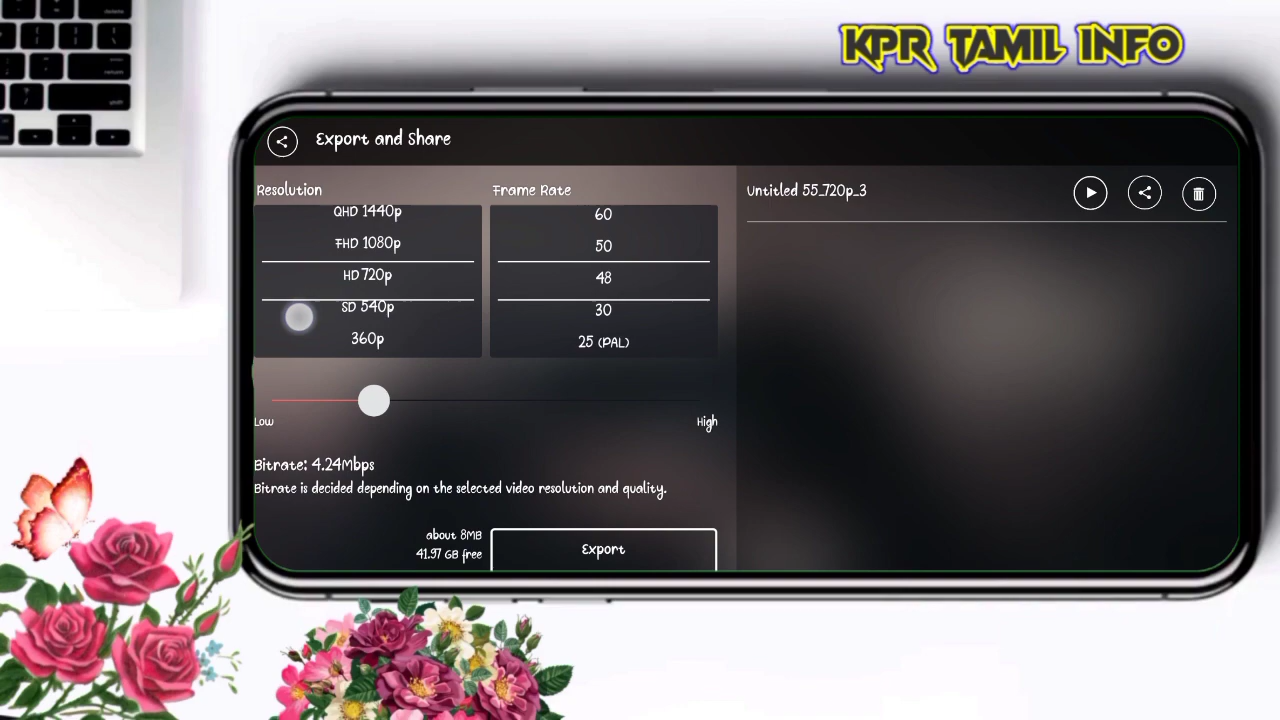 KPR TAMIL INFO
Export and Share
Resolution
Frame Rate
Untitled 55_720p_3
QHD 1440p
FHD 1080p
HD 720p
SD 540p
360p
60
50
48
30
25 (PAL)
Low
High
Bitrate: 4.24Mbps
Bitrate is decided depending on the selected video resolution and quality.
about 8MB
41.97 GB free
Export